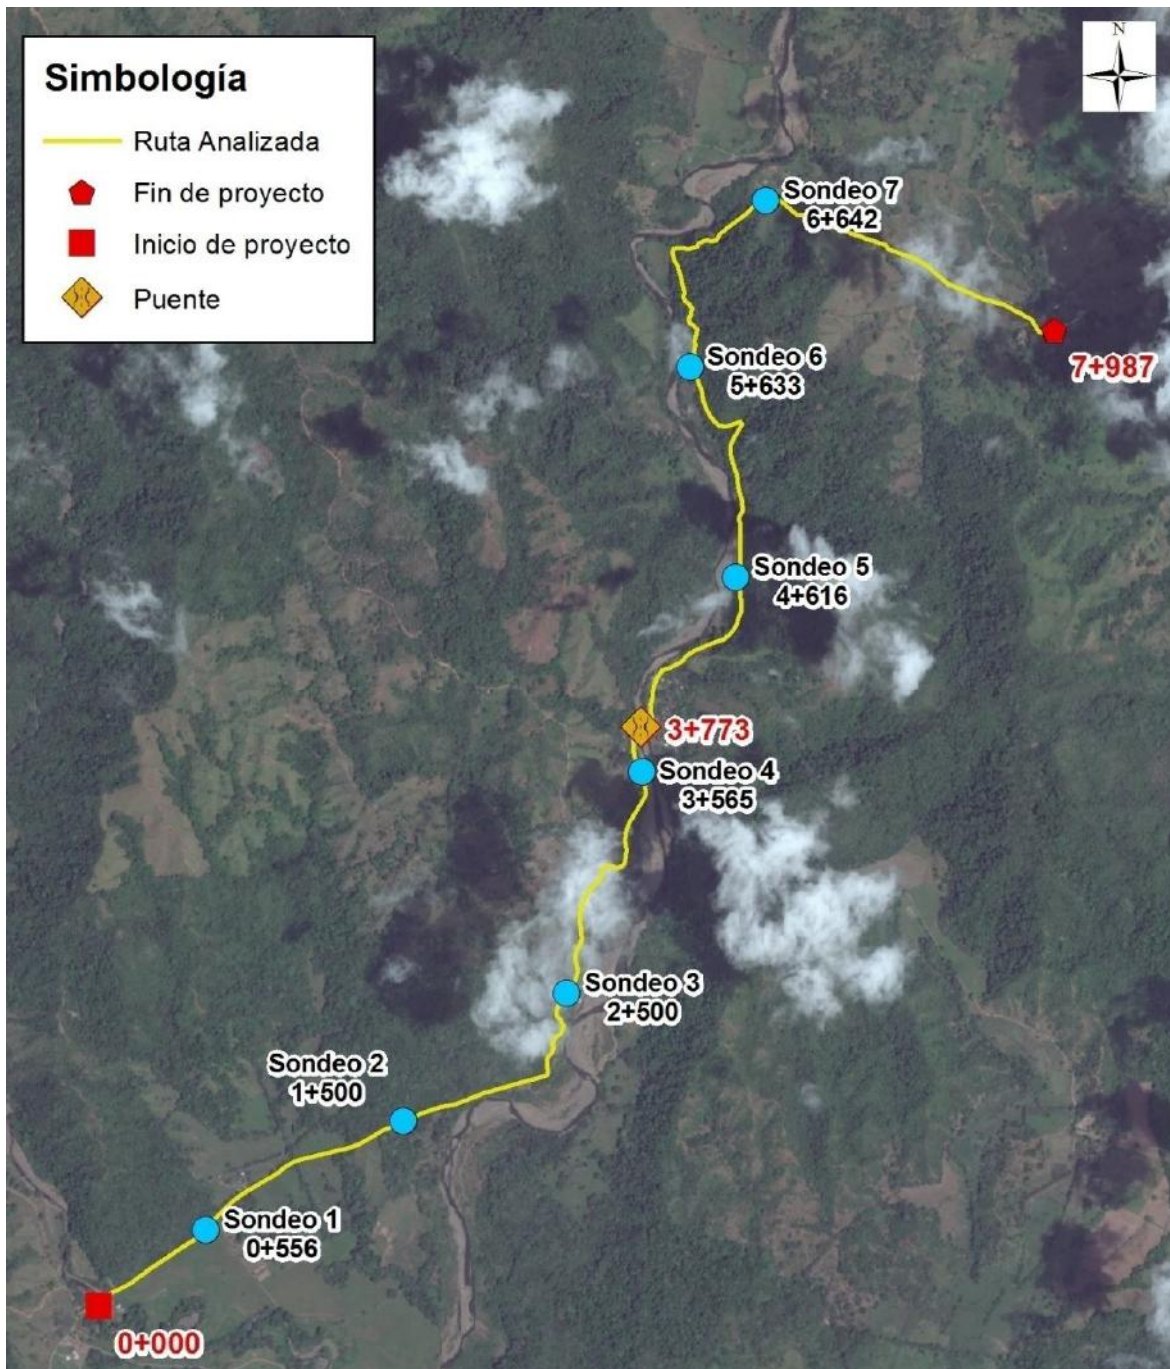 Simbología
Ruta Analizada
Fin de proyecto
Inicio de proyecto
Puente
N
Sondeo 7
6+642
7+987
Sondeo 6
5+633
Sondeo 5
4+616
3+773
Sondeo 4
3+565
Sondeo 3
2+500
Sondeo 2
1+500
Sondeo 1
0+556
0+000